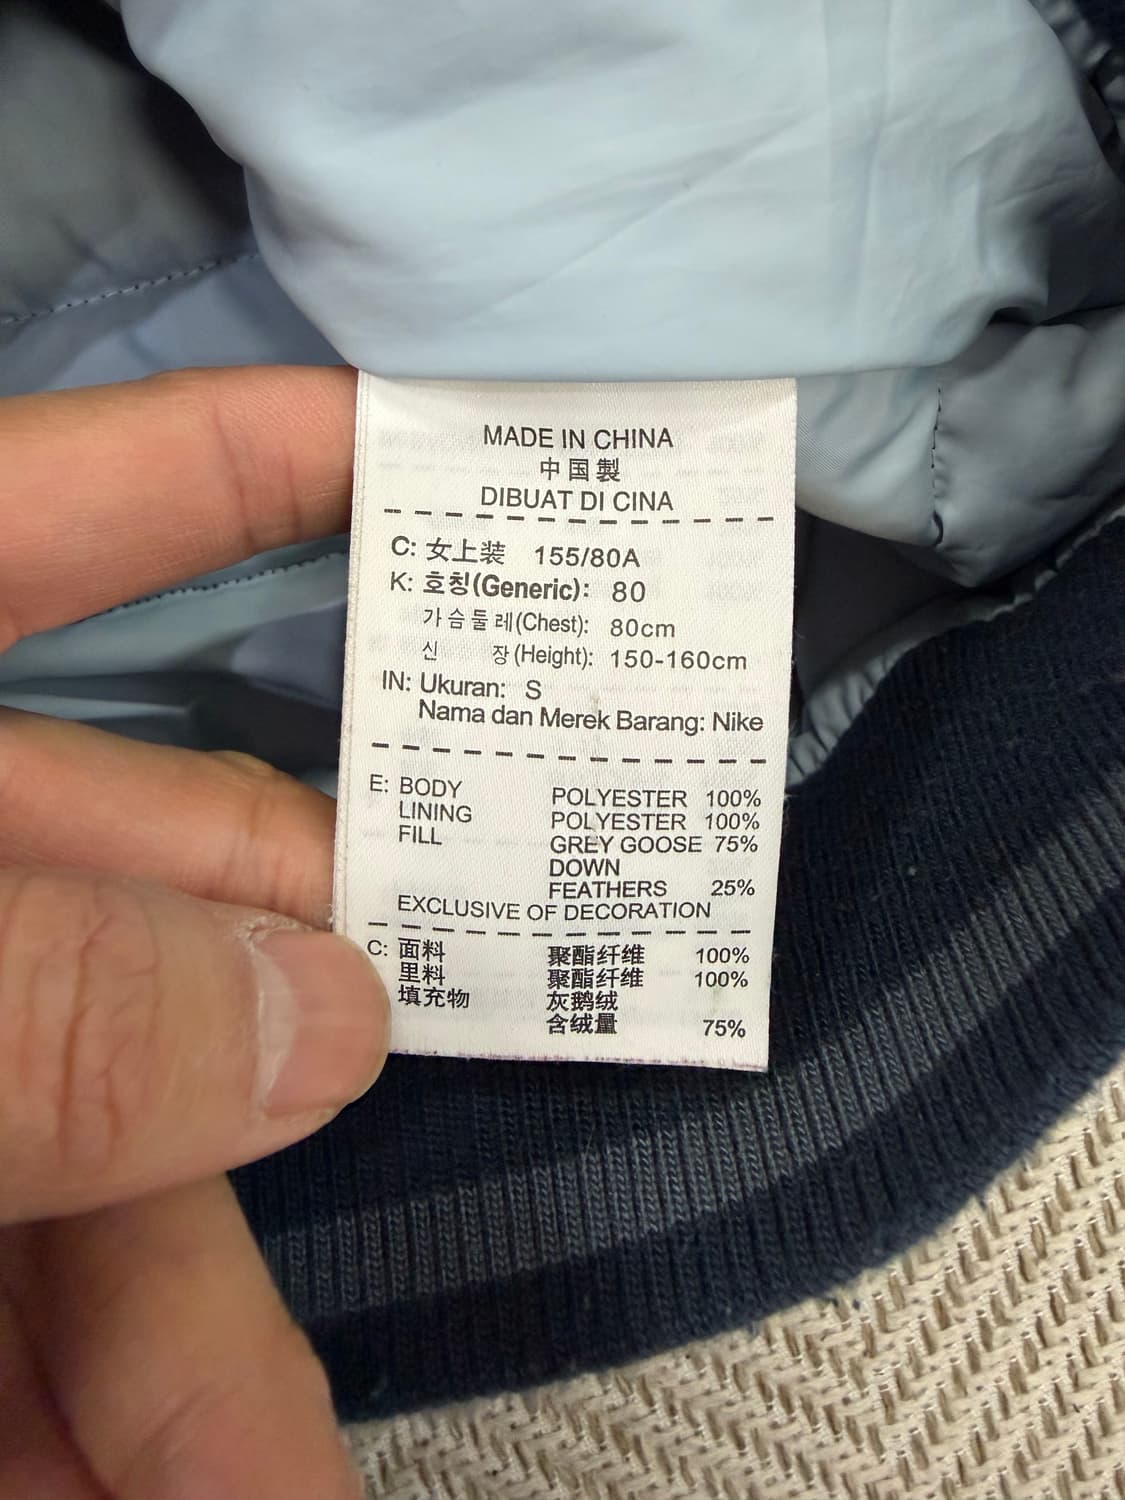 MADE IN CHINA
中国製
DIBUAT DI CINA
C: 女上装 155/80A
K: 호칭(Generic): 80
가슴둘레(Chest): 80cm
신 장(Height): 150-160cm
IN: Ukuran: S
Nama dan Merek Barang: Nike
E: BODY POLYESTER 100%
LINING POLYESTER 100%
FILL GREY GOOSE 75%
DOWN
FEATHERS 25%
EXCLUSIVE OF DECORATION
C: 面料 聚酯纤维 100%
里料 聚酯纤维 100%
填充物 灰鹅绒
含绒量 75%